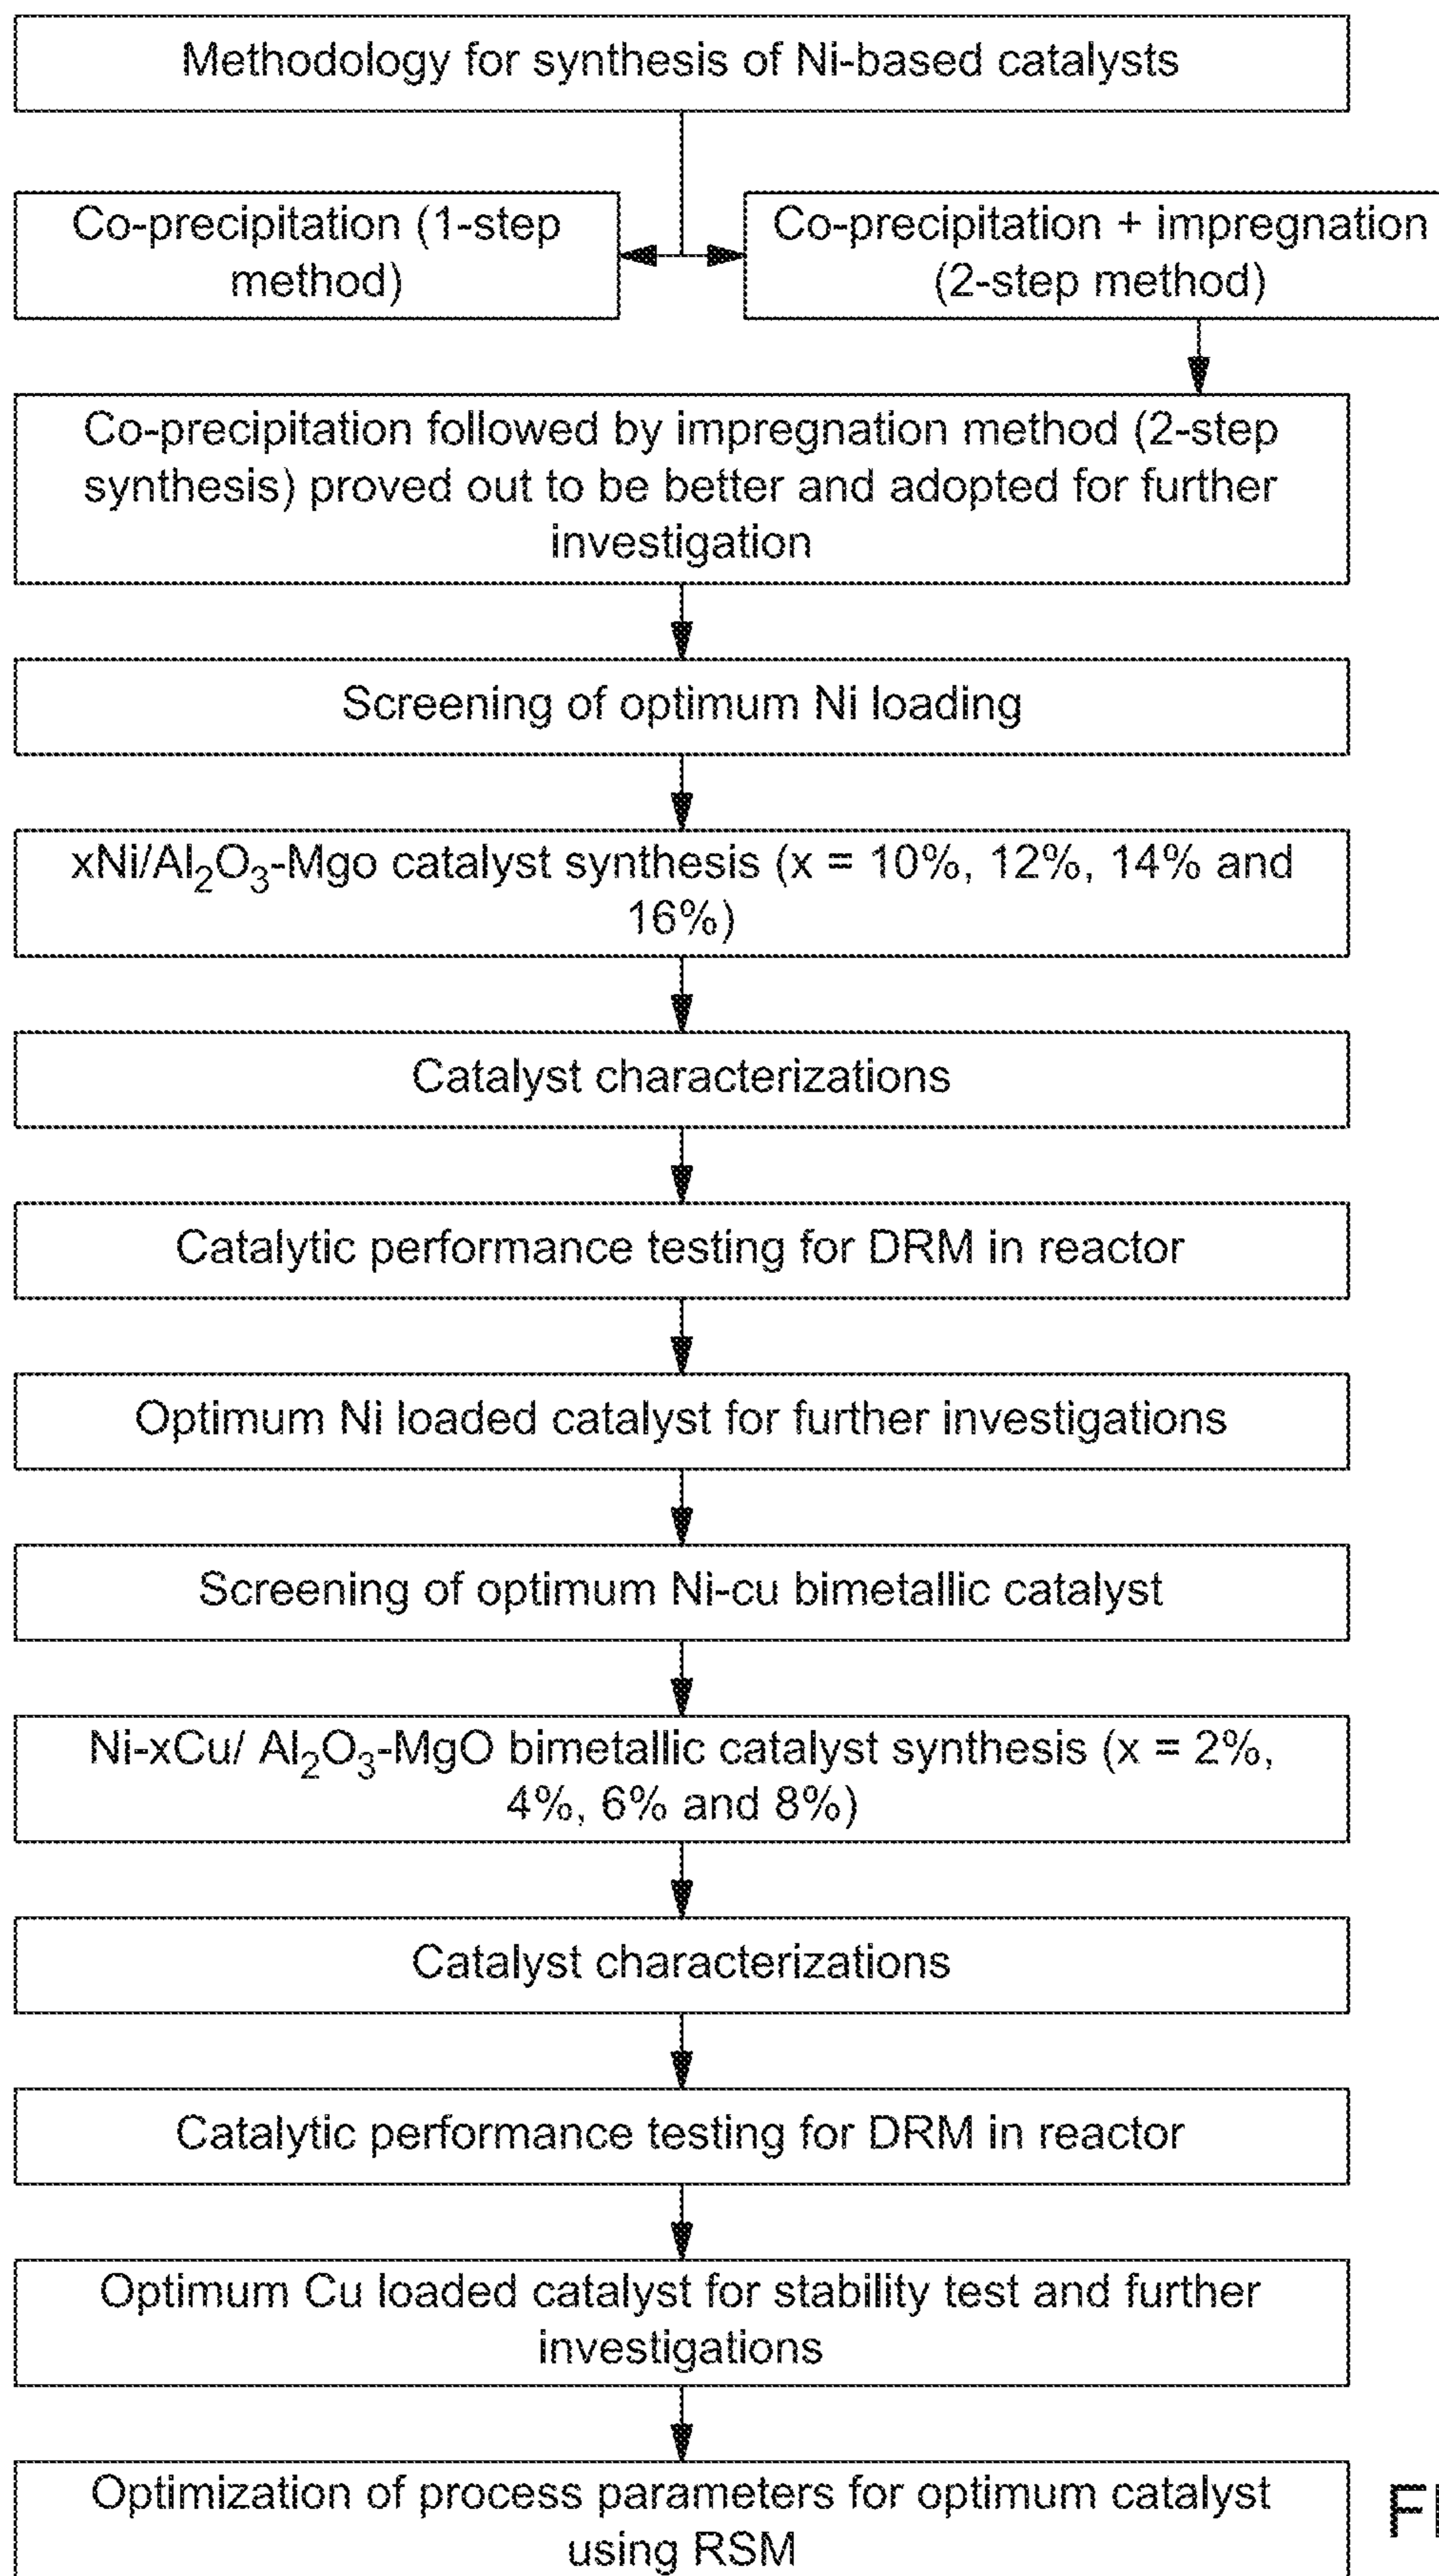 Methodology for synthesis of Ni-based catalysts
Co-precipitation (1-step
method)
Co-precipitation + impregnation
(2-step method)
Co-precipitation followed by impregnation method (2-step
synthesis) proved out to be better and adopted for further
investigation
Screening of optimum Ni loading
xNi/Al₂O₃-Mgo catalyst synthesis (x = 10%, 12%, 14% and
16%)
Catalyst characterizations
Catalytic performance testing for DRM in reactor
Optimum Ni loaded catalyst for further investigations
Screening of optimum Ni-cu bimetallic catalyst
Ni-xCu/ Al₂O₃-MgO bimetallic catalyst synthesis (x = 2%,
4%, 6% and 8%)
Catalyst characterizations
Catalytic performance testing for DRM in reactor
Optimum Cu loaded catalyst for stability test and further
investigations
Optimization of process parameters for optimum catalyst
using RSM